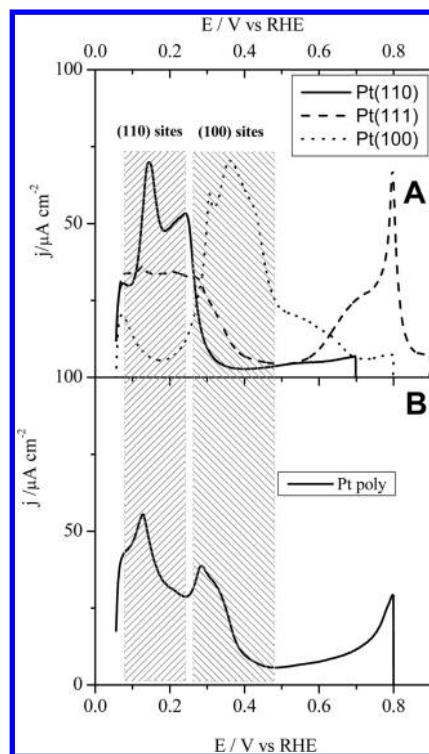 E / V vs RHE
0.0 0.2 0.4 0.6 0.8
100
Pt(110)
Pt(111)
Pt(100)
(110) sites (100) sites
A
j/μA cm-2
50
100
B
j /μA cm-2
Pt poly
50
0
0.0 0.2 0.4 0.6 0.8
E / V vs RHE